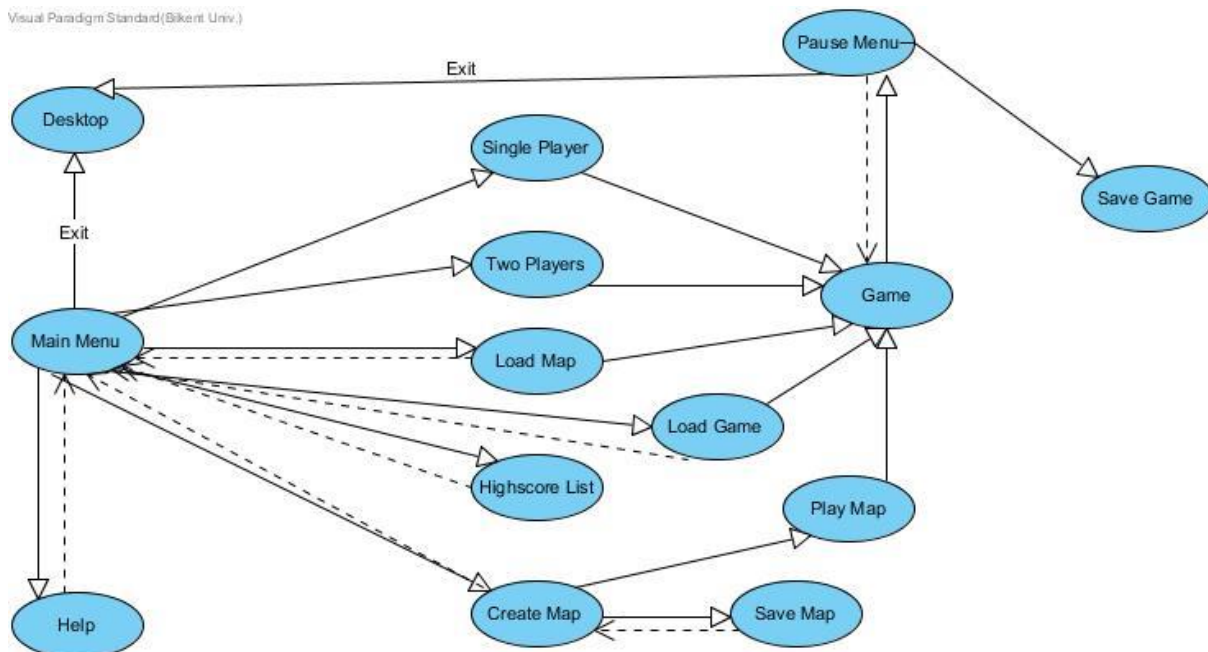 Visual Paradigm Standard(Bilkent Univ.)
Pause Menu
Exit
Desktop
Single Player
Save Game
Exit
Two Players
Game
Main Menu
Load Map
Load Game
Highscore List
Play Map
Help
Create Map
Save Map